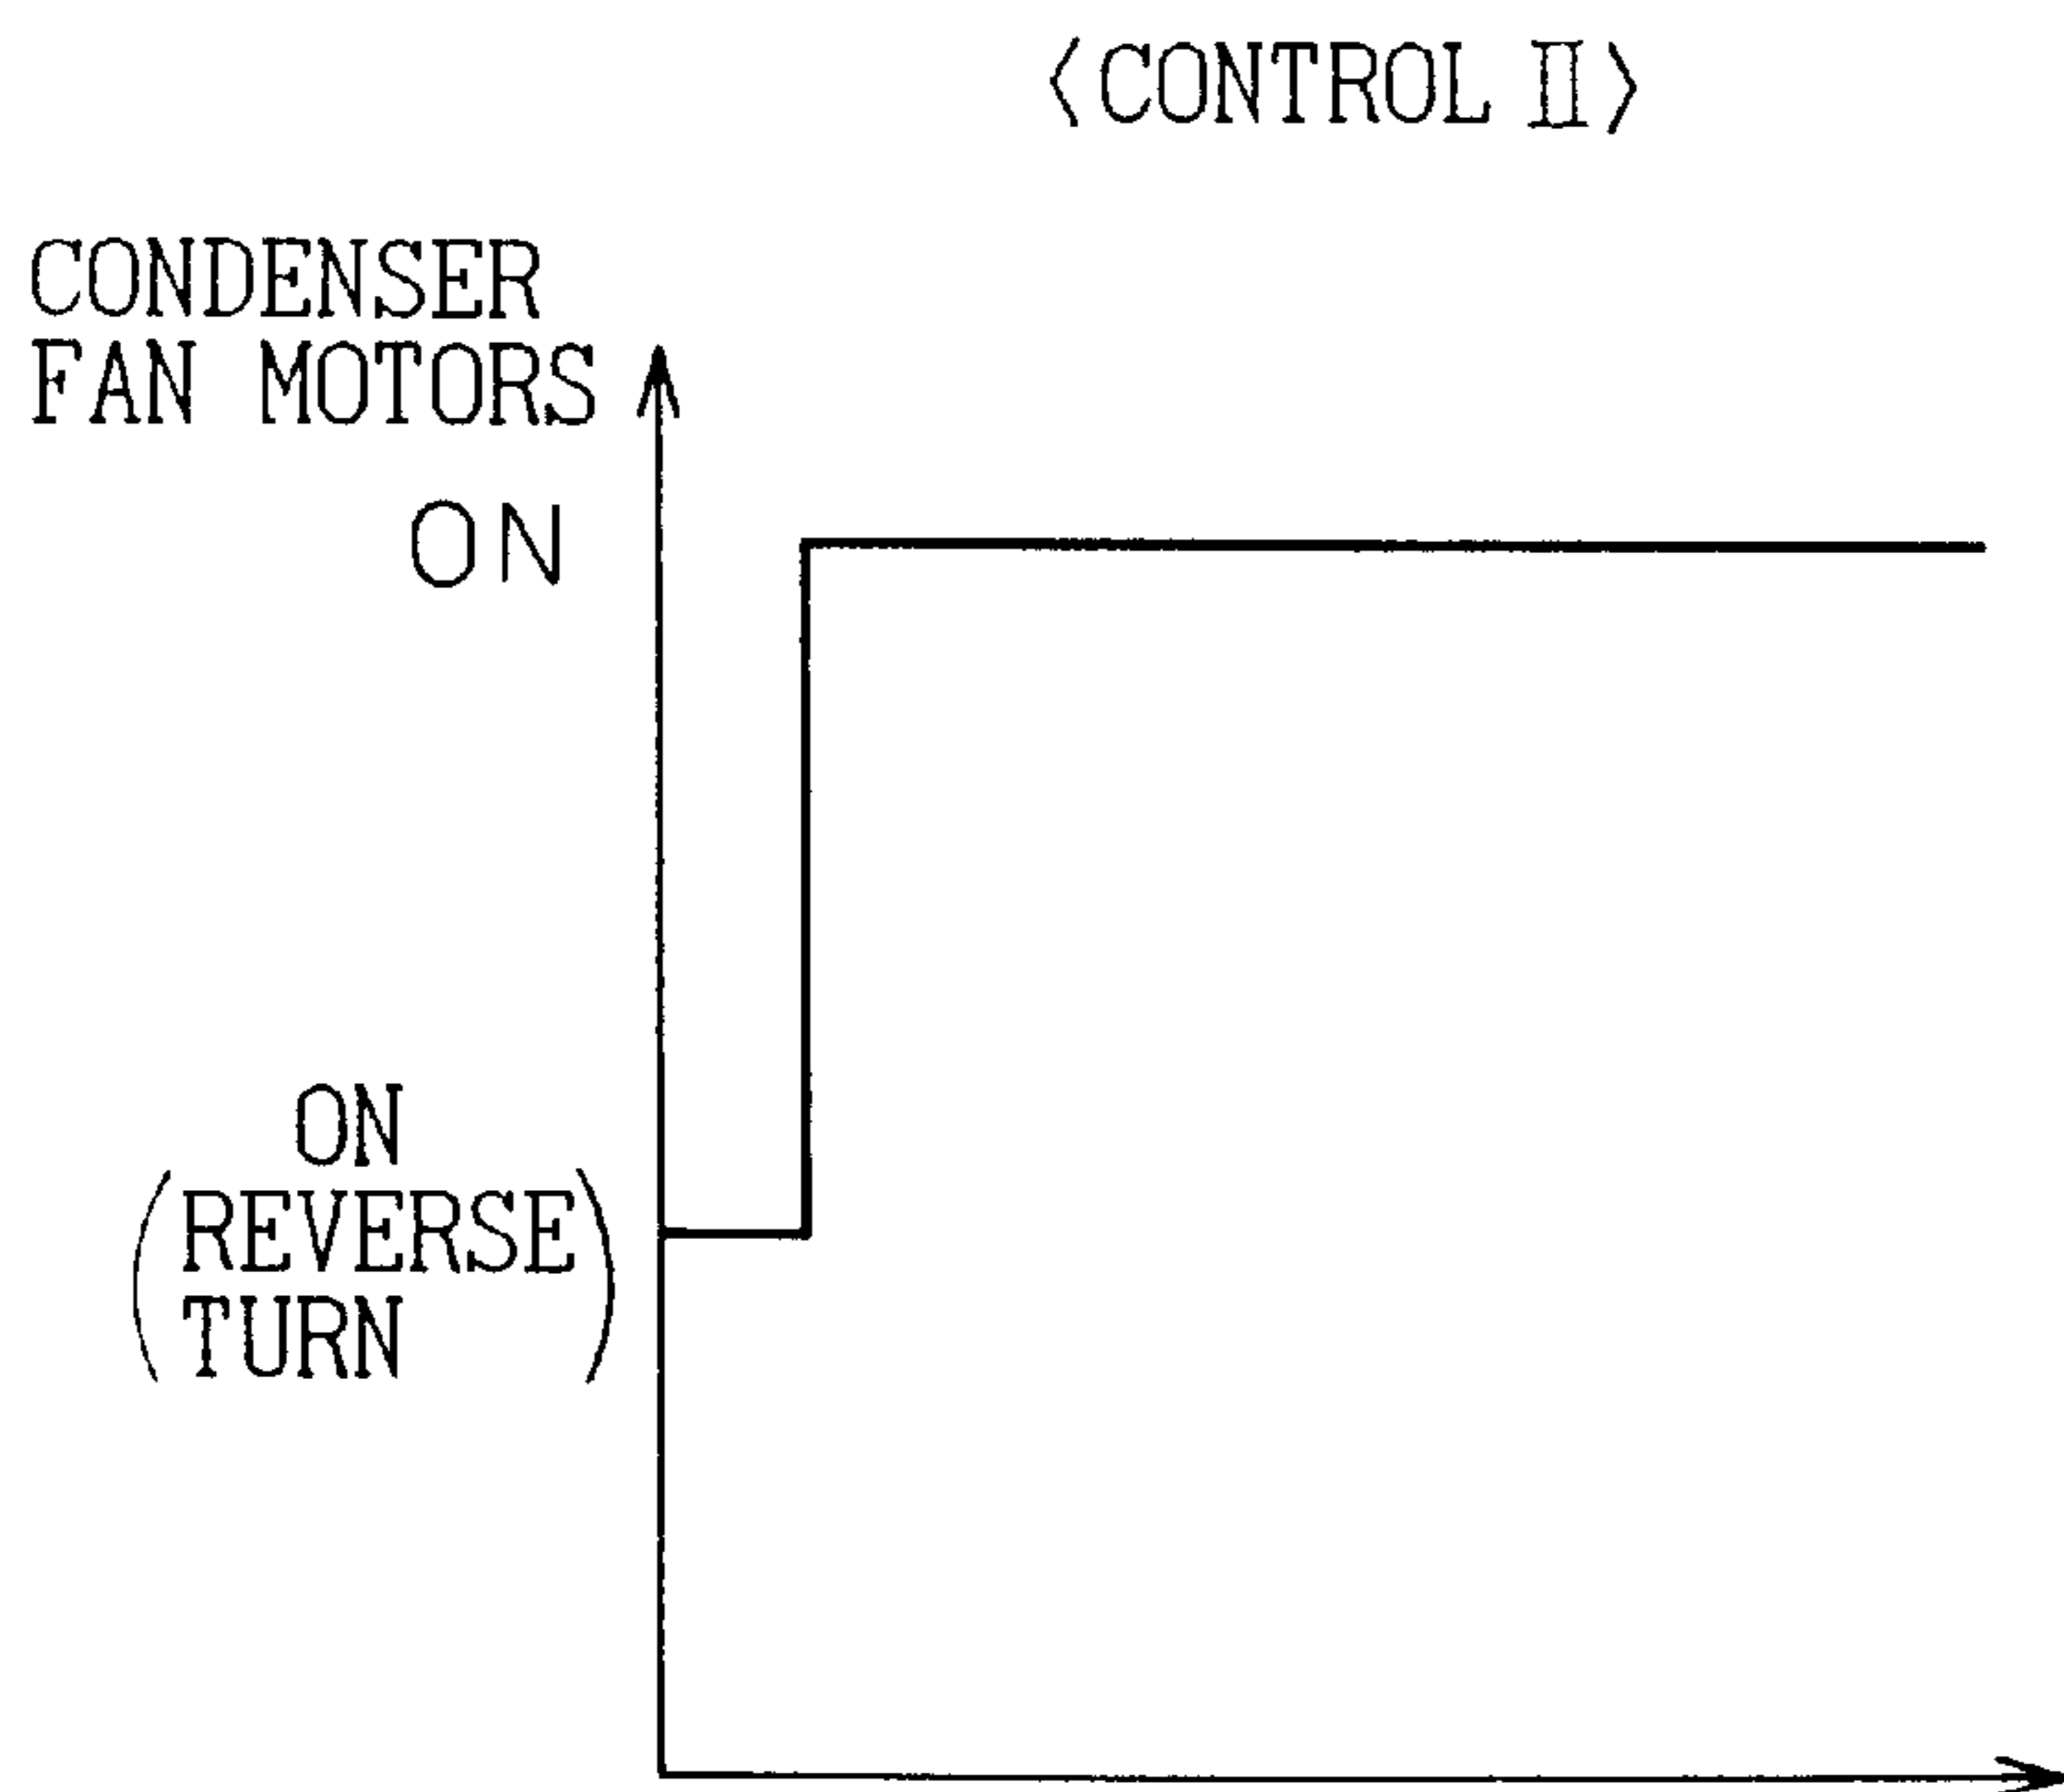 〈CONTROL Ⅱ〉
CONDENSER
FAN MOTORS
ON
ON
(REVERSE
TURN)